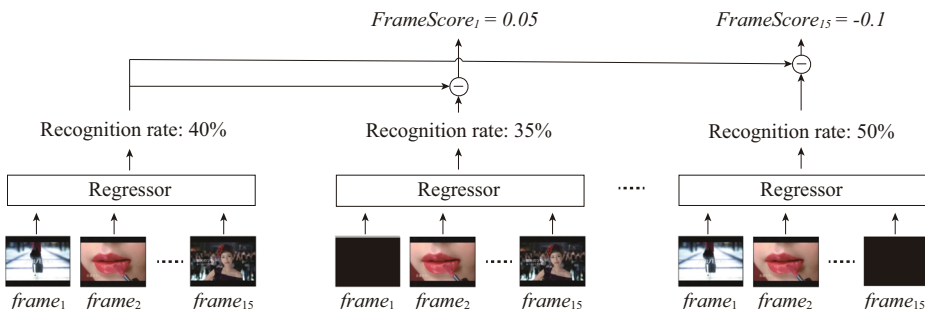 FrameScore1 = 0.05
FrameScore15 = -0.1
Recognition rate: 40%
Recognition rate: 35%
Recognition rate: 50%
Regressor
Regressor
Regressor
frame1
frame2
frame15
frame1
frame2
frame15
frame1
frame2
frame15